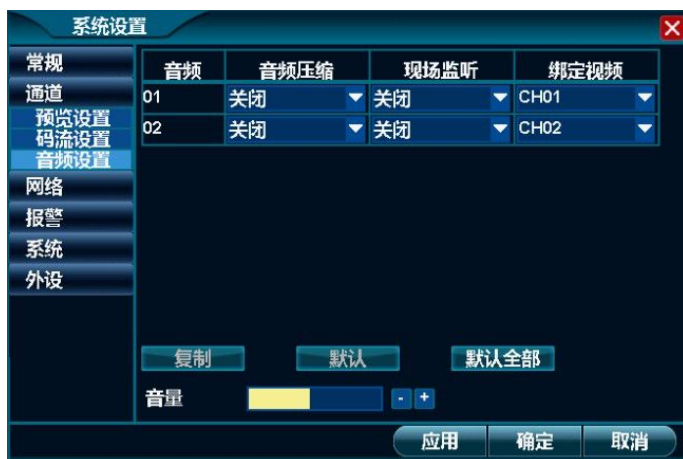 系统设置
常规
通道
预览设置
码流设置
音频设置
网络
报警
系统
外设
音频 音频压缩 现场监听 绑定视频
01 关闭 关闭 CH01
02 关闭 关闭 CH02
复制 默认 默认全部
音量 - +
应用 确定 取消